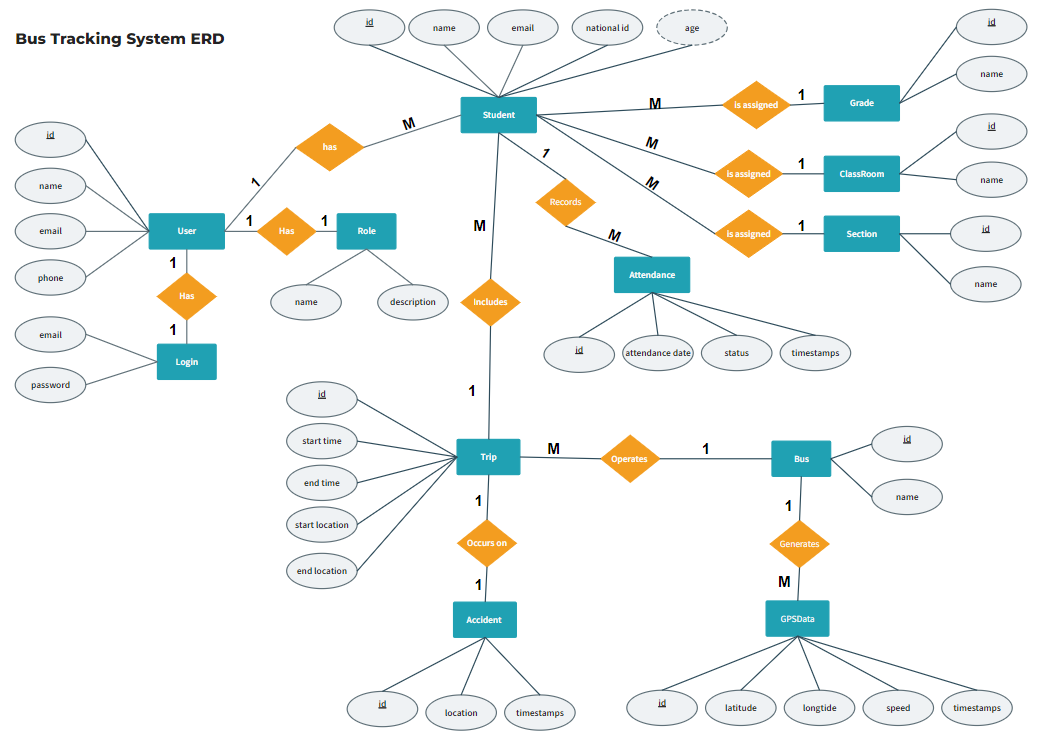 Bus Tracking System ERD
id
name
email
national id
age
Student
M
is assigned
1
Grade
id
name
M
is assigned
1
ClassRoom
id
name
M
is assigned
1
Section
id
name
id
name
email
phone
User
1
has
M
1
Has
1
Role
name
description
1
Has
1
Login
email
password
1
Records
M
Attendance
id
attendance date
status
timestamps
M
Includes
1
Trip
id
start time
end time
start location
end location
M
Operates
1
Bus
id
name
1
Occurs on
1
Accident
id
location
timestamps
1
Generates
M
GPSData
id
latitude
longtide
speed
timestamps